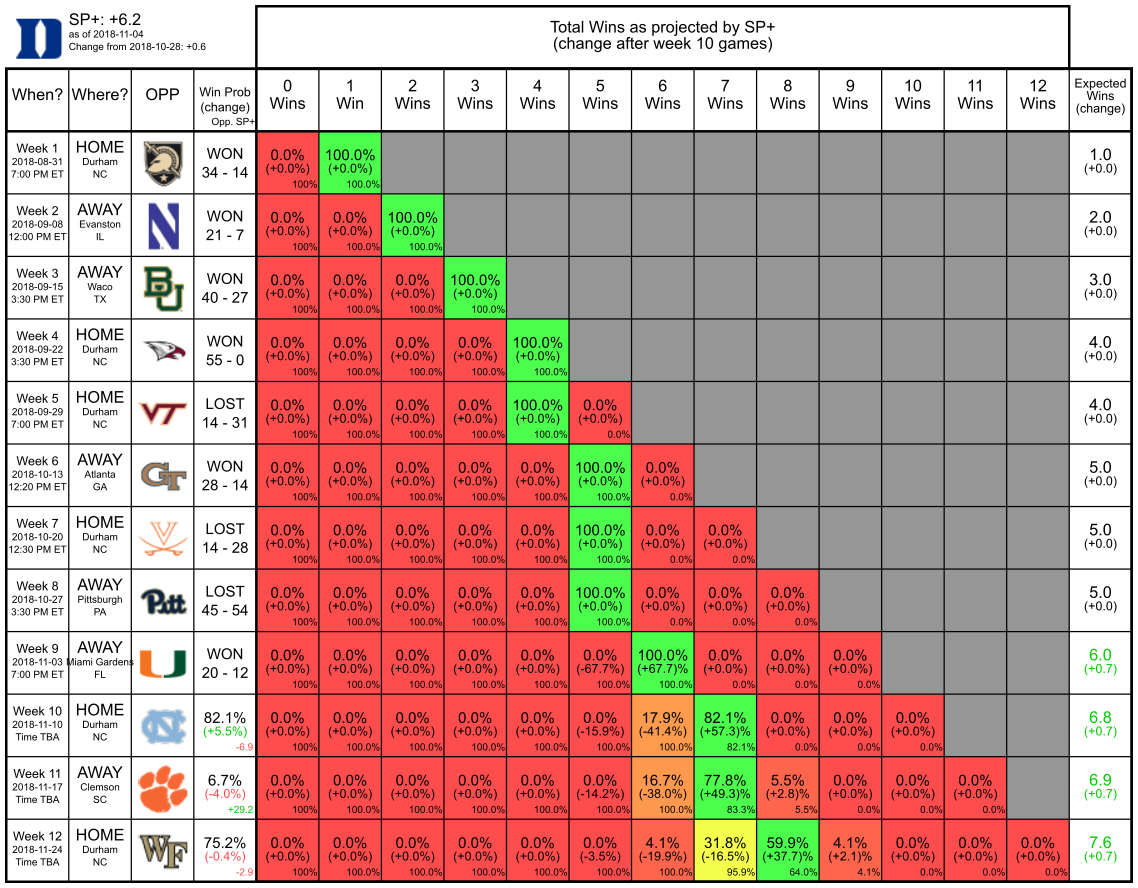 SP+: +6.2
as of 2018-11-04
Change from 2018-10-28: +0.6
Total Wins as projected by SP+
(change after week 10 games)
When? Where? OPP Win Prob (change) Opp. SP+ 0 Wins 1 Win 2 Wins 3 Wins 4 Wins 5 Wins 6 Wins 7 Wins 8 Wins 9 Wins 10 Wins 11 Wins 12 Wins Expected Wins (change)
Week 1 HOME WON 0.0% 100.0% 1.0
2018-08-31 Durham (+0.0%) (+0.0%) (+0.0)
7:00 PM ET NC 34 - 14 100% 100.0%
Week 2 AWAY N WON 0.0% 0.0% 100.0% 2.0
2018-09-08 Evanston (+0.0%) (+0.0%) (+0.0%) (+0.0)
12:00 PM ET IL 21 - 7 100% 100.0% 100.0%
Week 3 AWAY BU WON 0.0% 0.0% 0.0% 100.0% 3.0
2018-09-15 Waco (+0.0%) (+0.0%) (+0.0%) (+0.0%) (+0.0)
3:30 PM ET TX 40 - 27 100% 100.0% 100.0% 100.0%
Week 4 HOME WON 0.0% 0.0% 0.0% 0.0% 100.0% 4.0
2018-09-22 Durham (+0.0%) (+0.0%) (+0.0%) (+0.0%) (+0.0%) (+0.0)
3:30 PM ET NC 55 - 0 100% 100.0% 100.0% 100.0% 100.0%
Week 5 HOME VT LOST 0.0% 0.0% 0.0% 0.0% 100.0% 0.0% 4.0
2018-09-29 Durham (+0.0%) (+0.0%) (+0.0%) (+0.0%) (+0.0%) (+0.0%) (+0.0)
7:00 PM ET NC 14 - 31 100% 100.0% 100.0% 100.0% 100.0% 0.0%
Week 6 AWAY GT WON 0.0% 0.0% 0.0% 0.0% 0.0% 100.0% 0.0% 5.0
2018-10-13 Atlanta (+0.0%) (+0.0%) (+0.0%) (+0.0%) (+0.0%) (+0.0%) (+0.0%) (+0.0)
12:20 PM ET GA 28 - 14 100% 100.0% 100.0% 100.0% 100.0% 100.0% 0.0%
Week 7 HOME V LOST 0.0% 0.0% 0.0% 0.0% 0.0% 100.0% 0.0% 0.0% 5.0
2018-10-20 Durham (+0.0%) (+0.0%) (+0.0%) (+0.0%) (+0.0%) (+0.0%) (+0.0%) (+0.0%) (+0.0)
12:30 PM ET NC 14 - 28 100% 100.0% 100.0% 100.0% 100.0% 100.0% 0.0% 0.0%
Week 8 AWAY Pitt LOST 0.0% 0.0% 0.0% 0.0% 0.0% 100.0% 0.0% 0.0% 0.0% 5.0
2018-10-27 Pittsburgh (+0.0%) (+0.0%) (+0.0%) (+0.0%) (+0.0%) (+0.0%) (+0.0%) (+0.0%) (+0.0%) (+0.0)
3:30 PM ET PA 45 - 54 100% 100.0% 100.0% 100.0% 100.0% 100.0% 0.0% 0.0% 0.0%
Week 9 AWAY U WON 0.0% 0.0% 0.0% 0.0% 0.0% 0.0% 100.0% 0.0% 0.0% 0.0% 6.0
2018-11-03 Miami Gardens (+0.0%) (+0.0%) (+0.0%) (+0.0%) (+0.0%) (-67.7%) (+67.7)% (+0.0%) (+0.0%) (+0.0%) (+0.7)
7:00 PM ET FL 20 - 12 100% 100.0% 100.0% 100.0% 100.0% 100.0% 100.0% 0.0% 0.0% 0.0%
Week 10 HOME NC 82.1% 0.0% 0.0% 0.0% 0.0% 0.0% 0.0% 17.9% 82.1% 0.0% 0.0% 0.0% 6.8
2018-11-10 Durham (+5.5%) (+0.0%) (+0.0%) (+0.0%) (+0.0%) (+0.0%) (-15.9%) (-41.4%) (+57.3)% (+0.0%) (+0.0%) (+0.0%) (+0.7)
Time TBA NC -6.9 100% 100.0% 100.0% 100.0% 100.0% 100.0% 100.0% 82.1% 0.0% 0.0% 0.0%
Week 11 AWAY 6.7% 0.0% 0.0% 0.0% 0.0% 0.0% 0.0% 16.7% 77.8% 5.5% 0.0% 0.0% 0.0% 6.9
2018-11-17 Clemson (-4.0%) (+0.0%) (+0.0%) (+0.0%) (+0.0%) (+0.0%) (-14.2%) (-38.0%) (+49.3)% (+2.8)% (+0.0%) (+0.0%) (+0.0%) (+0.7)
Time TBA SC +29.2 100% 100.0% 100.0% 100.0% 100.0% 100.0% 100.0% 83.3% 5.5% 0.0% 0.0% 0.0%
Week 12 HOME WF 75.2% 0.0% 0.0% 0.0% 0.0% 0.0% 0.0% 4.1% 31.8% 59.9% 4.1% 0.0% 0.0% 0.0% 7.6
2018-11-24 Durham (-0.4%) (+0.0%) (+0.0%) (+0.0%) (+0.0%) (+0.0%) (-3.5%) (-19.9%) (-16.5%) (+37.7)% (+2.1)% (+0.0%) (+0.0%) (+0.0%) (+0.7)
Time TBA NC -2.9 100% 100.0% 100.0% 100.0% 100.0% 100.0% 100.0% 95.9% 64.0% 4.1% 0.0% 0.0% 0.0%